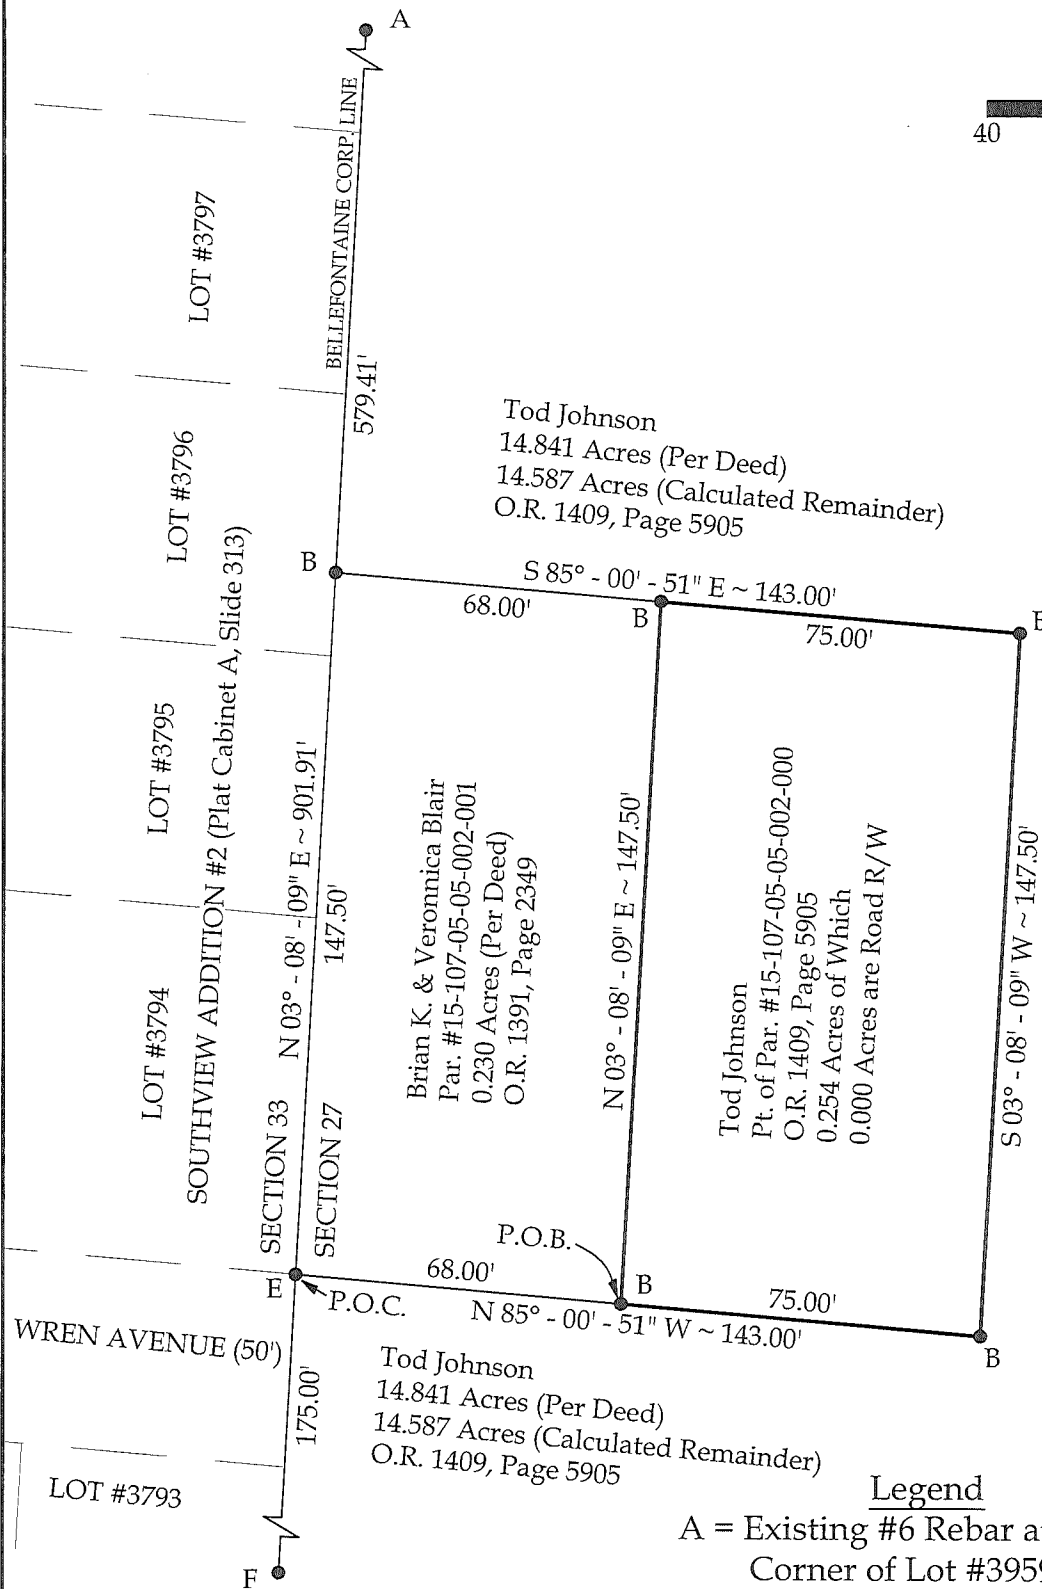 A
40
BELLEFONTAINE CORP. LINE
LOT #3797
579.41'
Tod Johnson
14.841 Acres (Per Deed)
14.587 Acres (Calculated Remainder)
O.R. 1409, Page 5905
LOT #3796
B
S 85° - 00' - 51" E ~ 143.00'
68.00'
B
75.00'
LOT #3795
SOUTHVIEW ADDITION #2 (Plat Cabinet A, Slide 313)
N 03° - 08' - 09" E ~ 901.91'
147.50'
Brian K. & Veronnica Blair
Par. #15-107-05-05-002-001
0.230 Acres (Per Deed)
O.R. 1391, Page 2349
N 03° - 08' - 09" E ~ 147.50'
Tod Johnson
Pt. of Par. #15-107-05-05-002-000
O.R. 1409, Page 5905
0.254 Acres of Which
0.000 Acres are Road R/W
S 03° - 08' - 09" W ~ 147.50'
LOT #3794
SECTION 33
SECTION 27
P.O.B.
E
P.O.C.
68.00'
B
75.00'
N 85° - 00' - 51" W ~ 143.00'
B
WREN AVENUE (50')
175.00'
Tod Johnson
14.841 Acres (Per Deed)
14.587 Acres (Calculated Remainder)
O.R. 1409, Page 5905
LOT #3793
F
Legend
A = Existing #6 Rebar
Corner of Lot